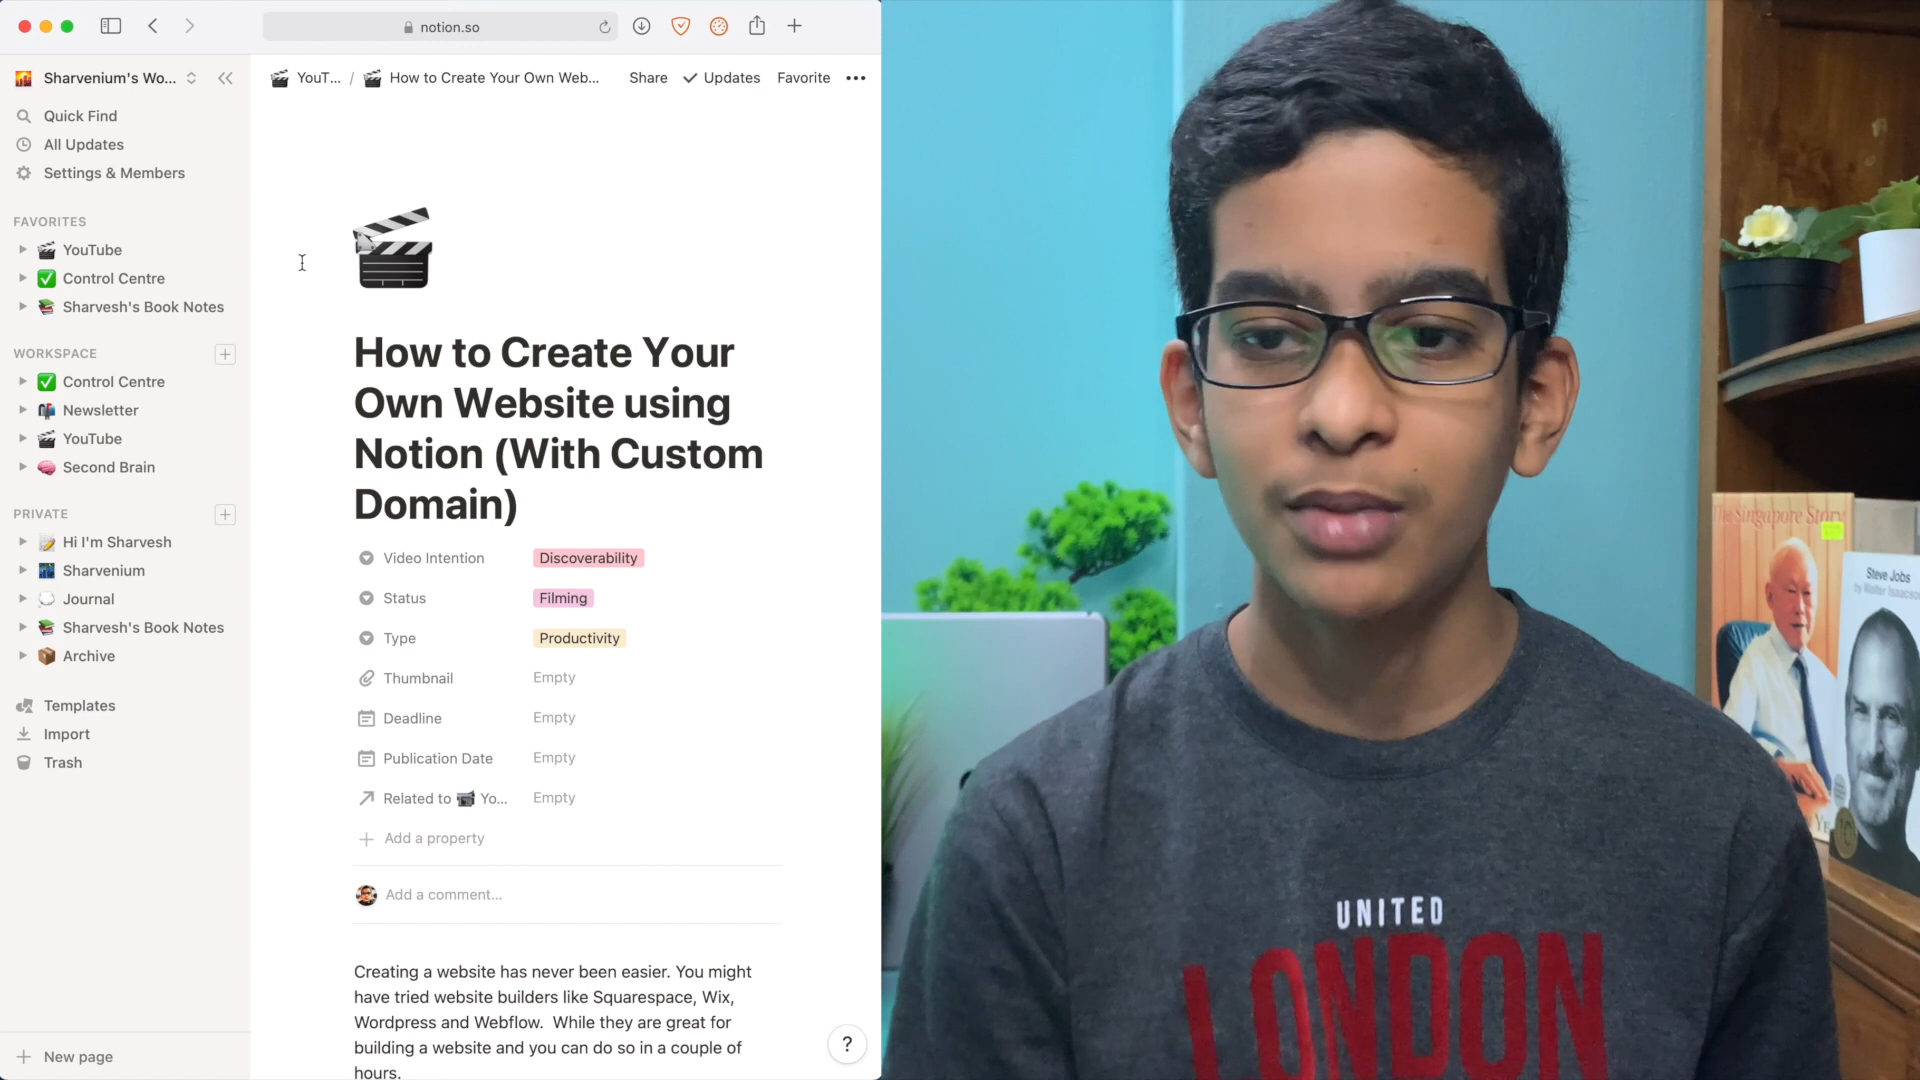 notion.so
Sharvenium's Wo...
YouT... / How to Create Your Own Web...
Share
Updates
Favorite
Quick Find
All Updates
Settings & Members
FAVORITES
YouTube
Control Centre
Sharvesh's Book Notes
WORKSPACE
Control Centre
Newsletter
YouTube
Second Brain
PRIVATE
Hi I'm Sharvesh
Sharvenium
Journal
Sharvesh's Book Notes
Archive
Templates
Import
Trash
New page
How to Create Your
Own Website using
Notion (With Custom
Domain)
Video Intention Discoverability
Status Filming
Type Productivity
Thumbnail Empty
Deadline Empty
Publication Date Empty
Related to Yo... Empty
Add a property
Add a comment...
Creating a website has never been easier. You might
have tried website builders like Squarespace, Wix,
Wordpress and Webflow. While they are great for
building a website and you can do so in a couple of
hours.
?
The Singapore Story
Steve Jobs
by Walter Isaacson
UNITED
LONDON